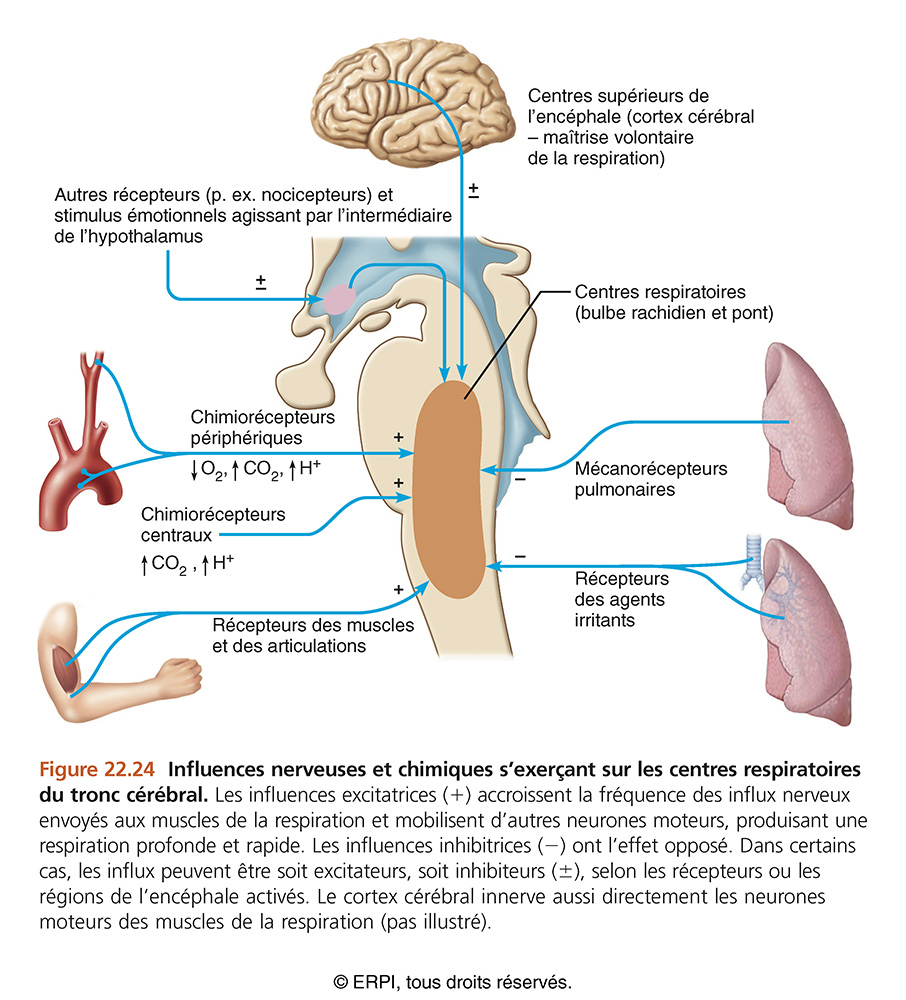 Centres supérieurs de
l'encéphale (cortex cérébral
– maîtrise volontaire
de la respiration)
±
Autres récepteurs (p. ex. nocicepteurs) et
stimulus émotionnels agissant par l'intermédiaire
de l'hypothalamus
±
Centres respiratoires
(bulbe rachidien et pont)
Chimiorécepteurs
périphériques
+
↓O₂, ↑CO₂, ↑H⁺
Mécanorécepteurs
pulmonaires
–
Chimiorécepteurs
centraux
+
↑CO₂ , ↑H⁺
–
Récepteurs
des agents
irritants
+
Récepteurs des muscles
et des articulations
Figure 22.24 Influences nerveuses et chimiques s'exerçant sur les centres respiratoires
du tronc cérébral. Les influences excitatrices (+) accroissent la fréquence des influx nerveux
envoyés aux muscles de la respiration et mobilisent d'autres neurones moteurs, produisant une
respiration profonde et rapide. Les influences inhibitrices (−) ont l'effet opposé. Dans certains
cas, les influx peuvent être soit excitateurs, soit inhibiteurs (±), selon les récepteurs ou les
régions de l'encéphale activés. Le cortex cérébral innerve aussi directement les neurones
moteurs des muscles de la respiration (pas illustré).
© ERPI, tous droits réservés.